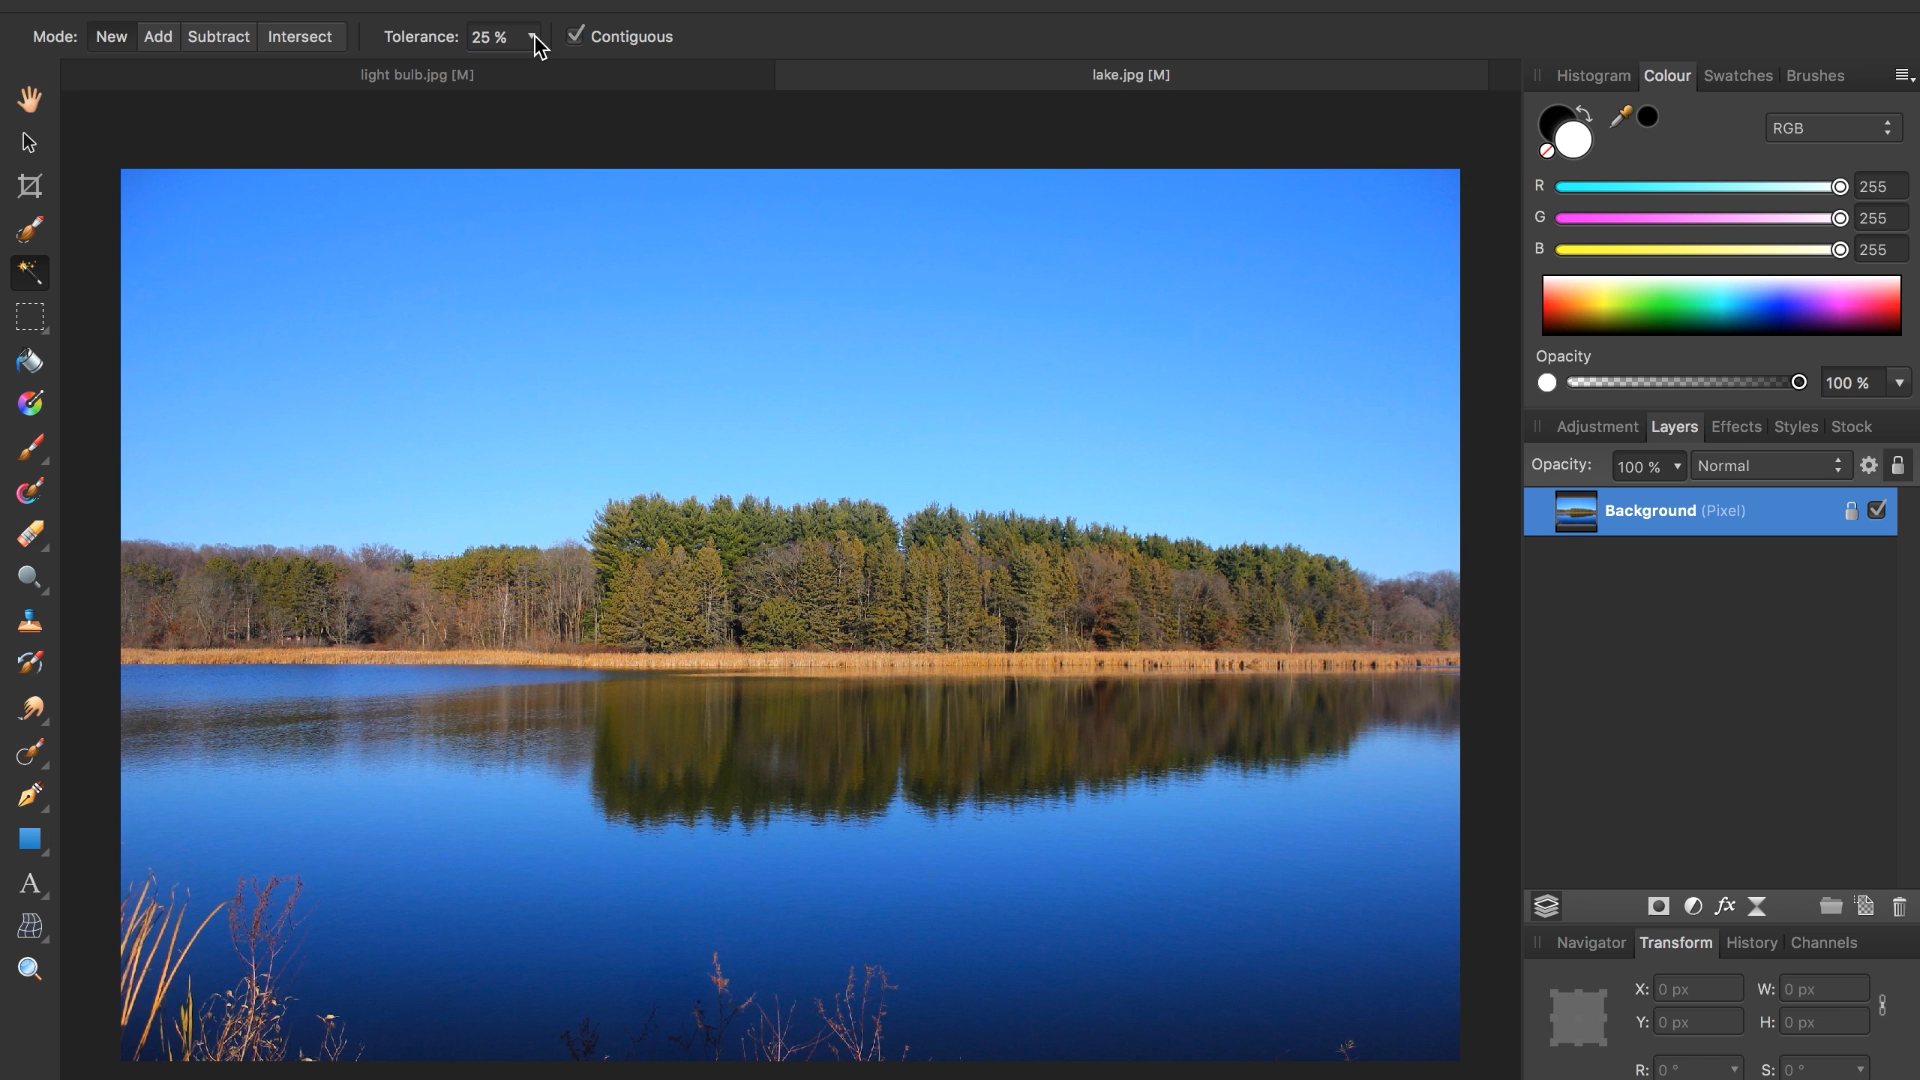 Mode: New Add Subtract Intersect Tolerance: 25 % Contiguous
light bulb.jpg [M] lake.jpg [M]
Histogram Colour Swatches Brushes
RGB
R 255
G 255
B 255
Opacity
100 %
Adjustment Layers Effects Styles Stock
Opacity: 100 % Normal
Background (Pixel)
fx
Navigator Transform History Channels
X: 0 px W: 0 px
Y: 0 px H: 0 px
R: 0 ° S: 0 °
A